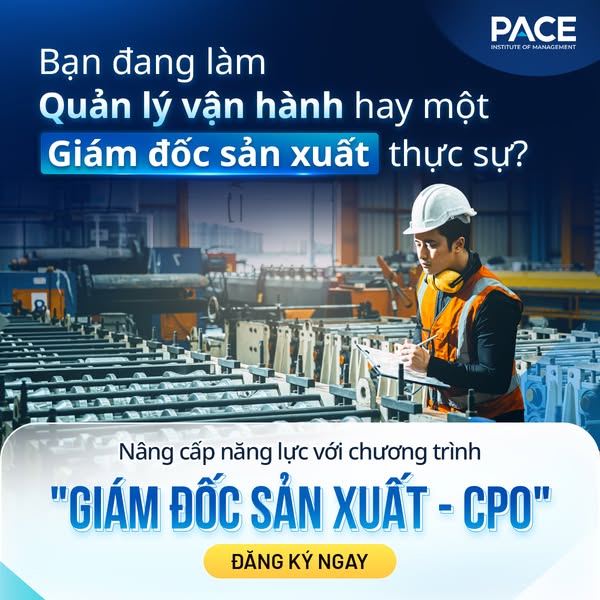 PACE
INSTITUTE OF MANAGEMENT
Bạn đang làm
Quản lý vận hành hay một
Giám đốc sản xuất thực sự?
Nâng cấp năng lực với chương trình
"GIÁM ĐỐC SẢN XUẤT - CPO"
ĐĂNG KÝ NGAY